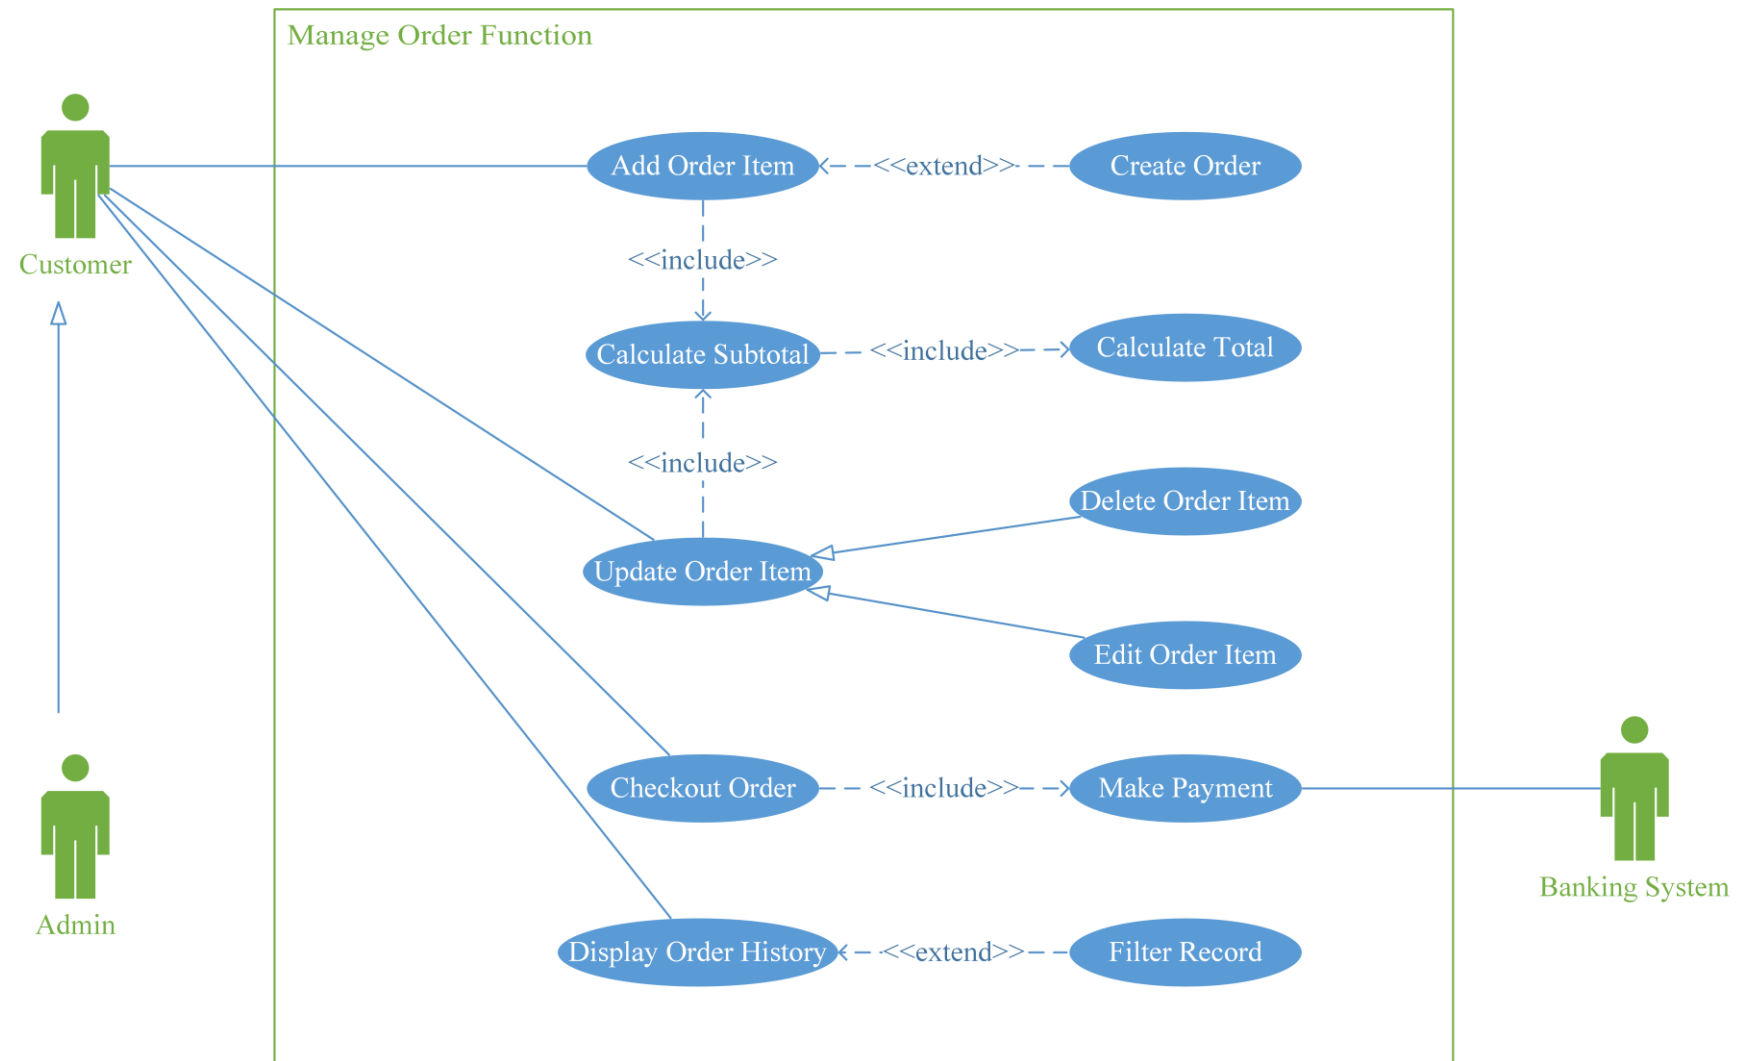 Manage Order Function
Add Order Item
<<extend>>
Create Order
Customer
<<include>>
Calculate Subtotal
<<include>>
Calculate Total
<<include>>
Delete Order Item
Update Order Item
Edit Order Item
Checkout Order
<<include>>
Make Payment
Banking System
Admin
Display Order History
<<extend>>
Filter Record